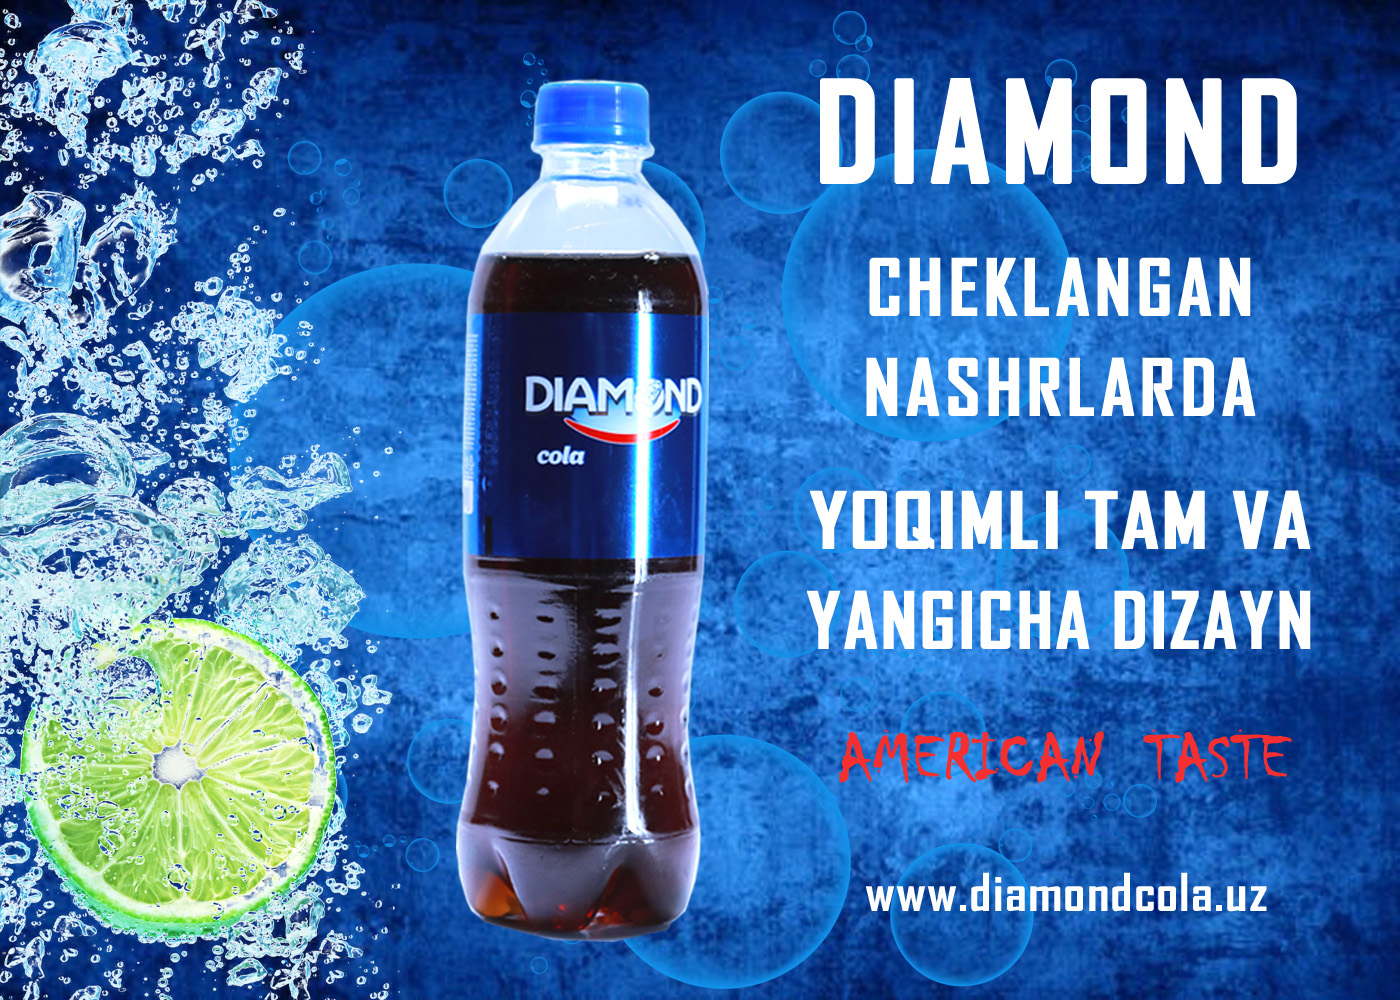 DIAMOND
CHEKLANGAN
NASHRLARDA
YOQIMLI TAM VA
YANGICHA DIZAYN
AMERICAN TASTE
www.diamondcola.uz
DIAMOND
cola